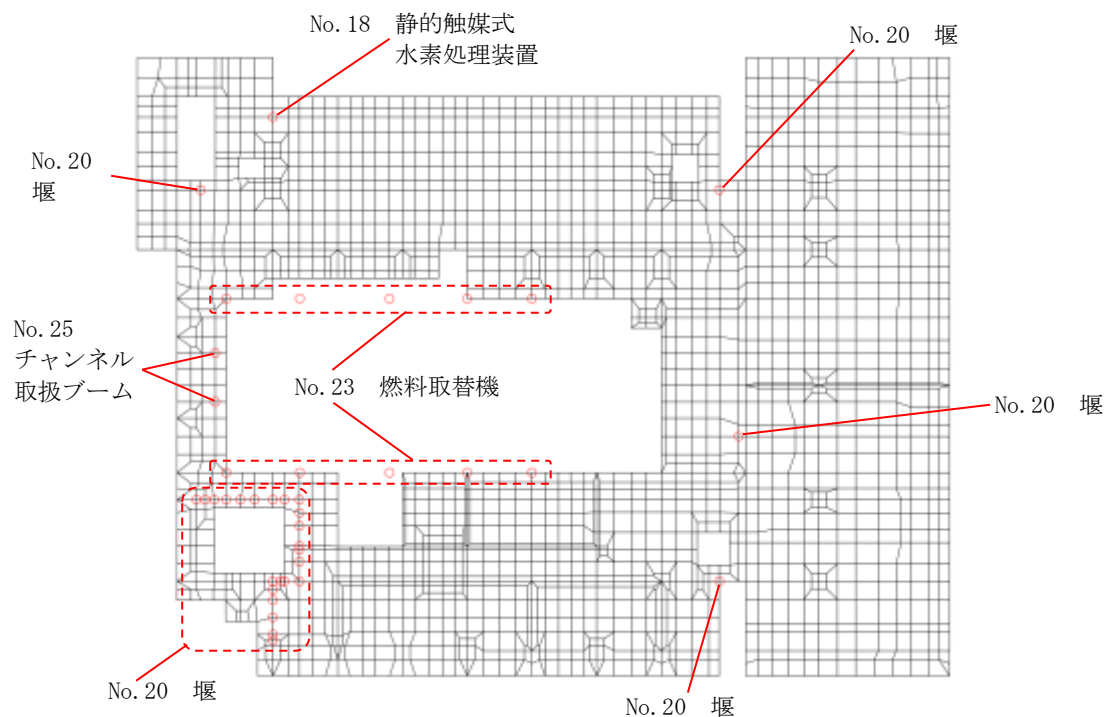 No.18　静的触媒式
水素処理装置
No.20　堰
No.20
堰
No.25
チャンネル
取扱ブーム
No.23　燃料取替機
No.20　堰
No.20　堰
No.20　堰